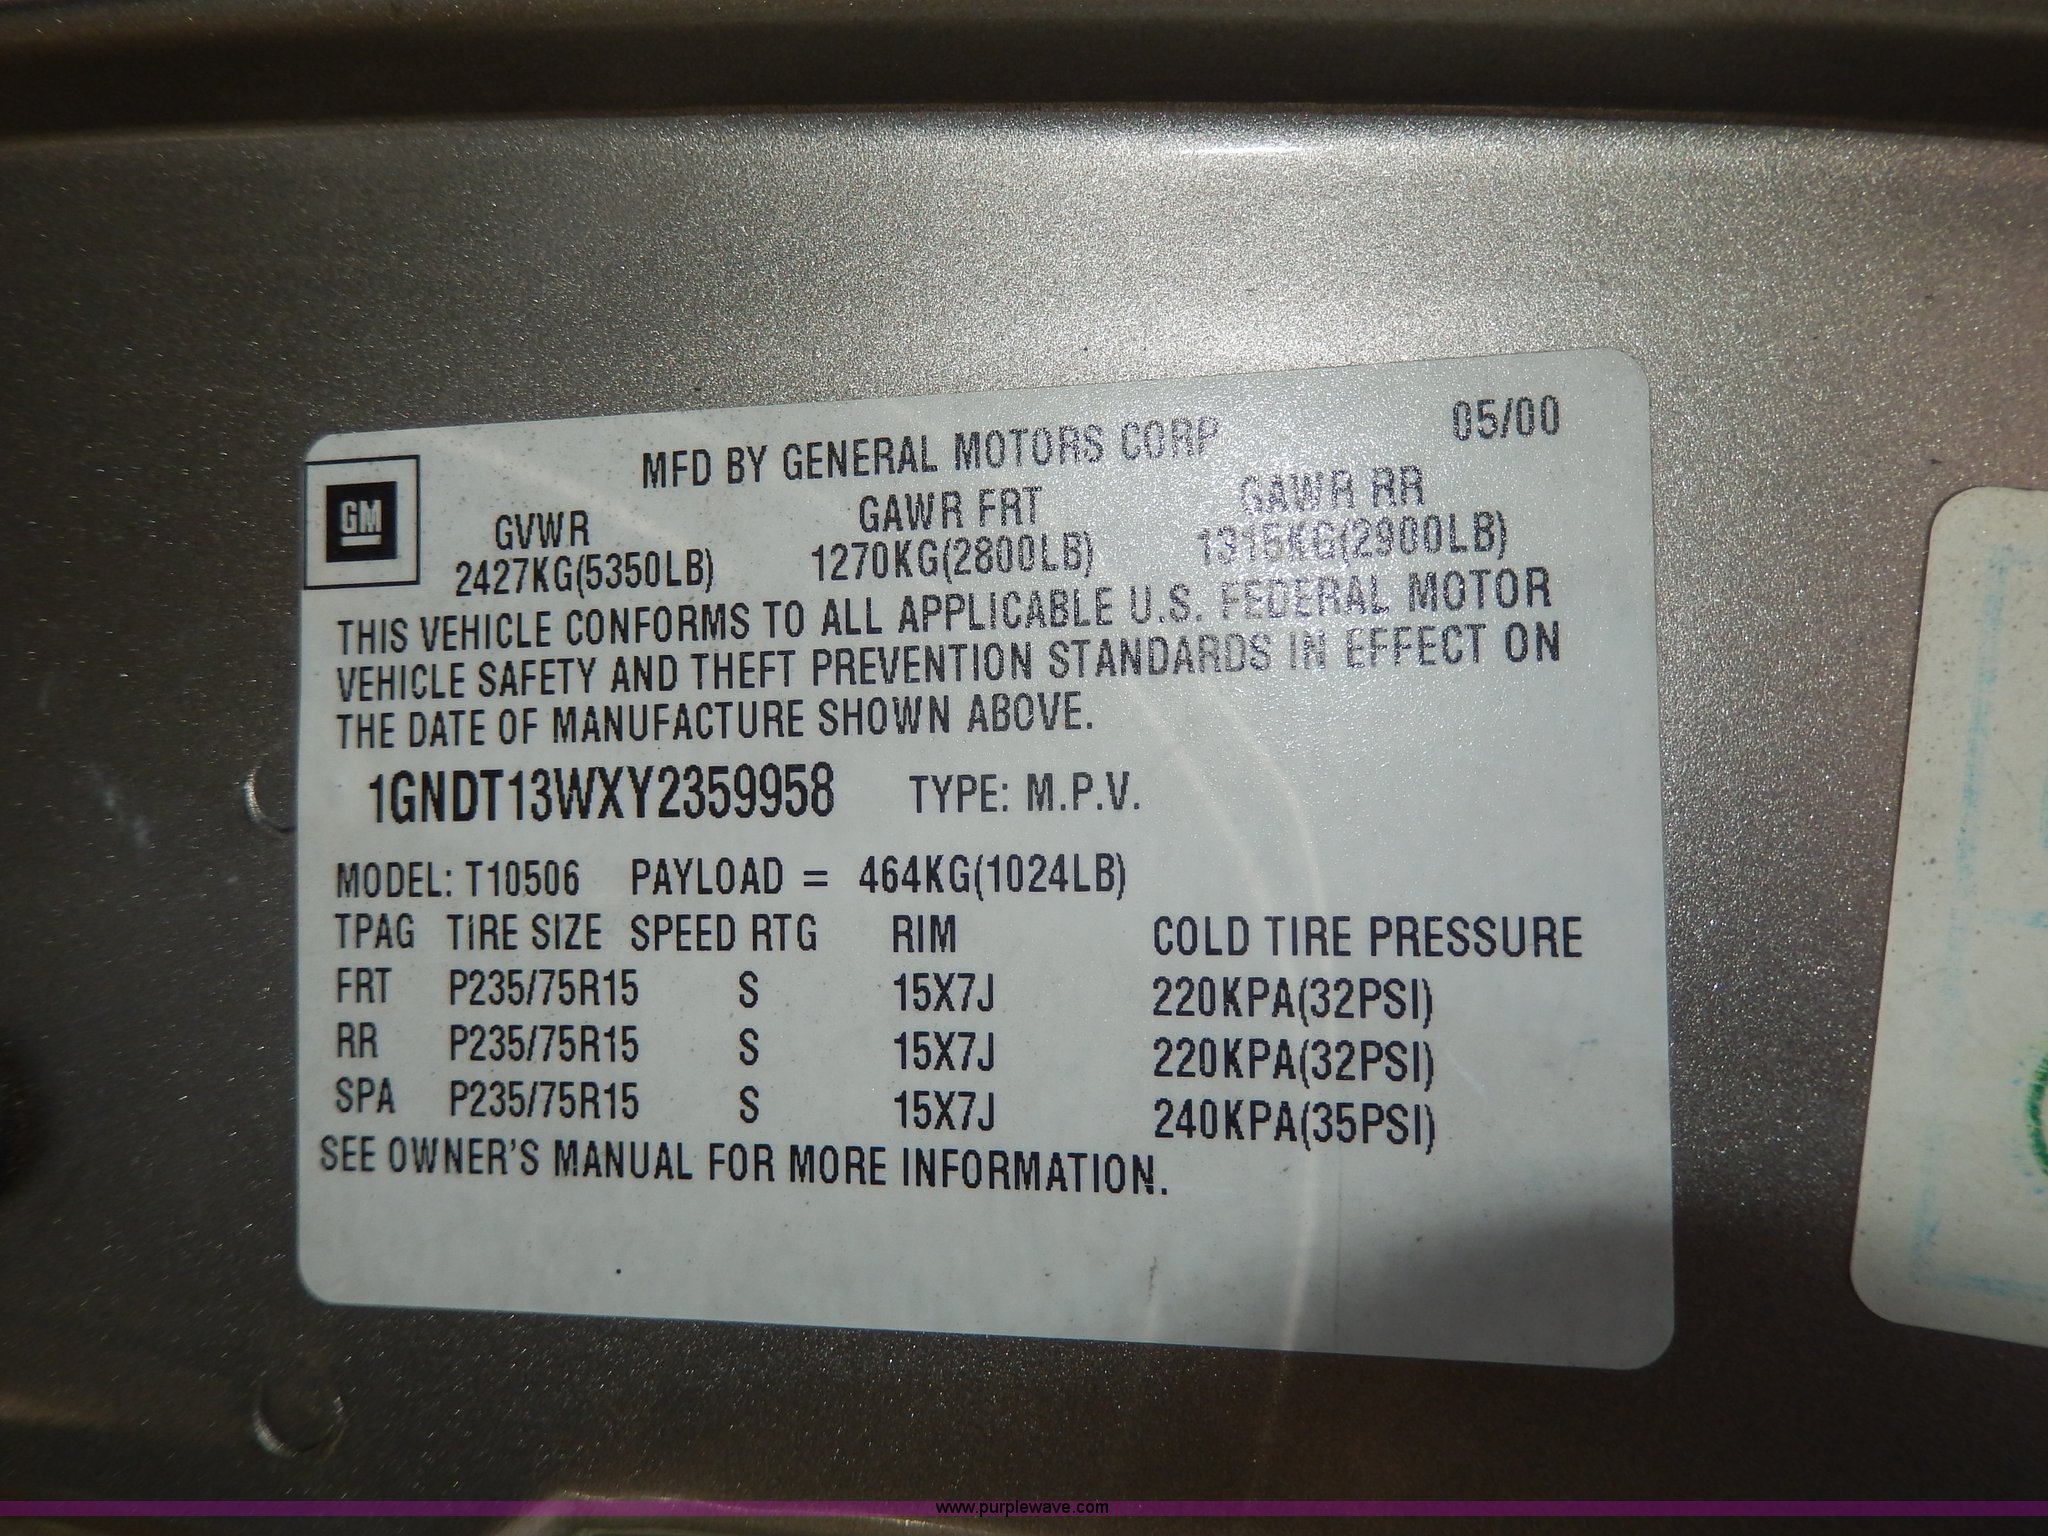 MFD BY GENERAL MOTORS CORP 05/00
GM
GVWR GAWR FRT GAWR RR
2427KG(5350LB) 1270KG(2800LB) 1315KG(2900LB)
THIS VEHICLE CONFORMS TO ALL APPLICABLE U.S. FEDERAL MOTOR
VEHICLE SAFETY AND THEFT PREVENTION STANDARDS IN EFFECT ON
THE DATE OF MANUFACTURE SHOWN ABOVE.
1GNDT13WXY2359958 TYPE: M.P.V.
MODEL: T10506 PAYLOAD = 464KG(1024LB)
TPAG TIRE SIZE SPEED RTG RIM COLD TIRE PRESSURE
FRT P235/75R15 S 15X7J 220KPA(32PSI)
RR P235/75R15 S 15X7J 220KPA(32PSI)
SPA P235/75R15 S 15X7J 240KPA(35PSI)
SEE OWNER'S MANUAL FOR MORE INFORMATION.
www.purplewave.com